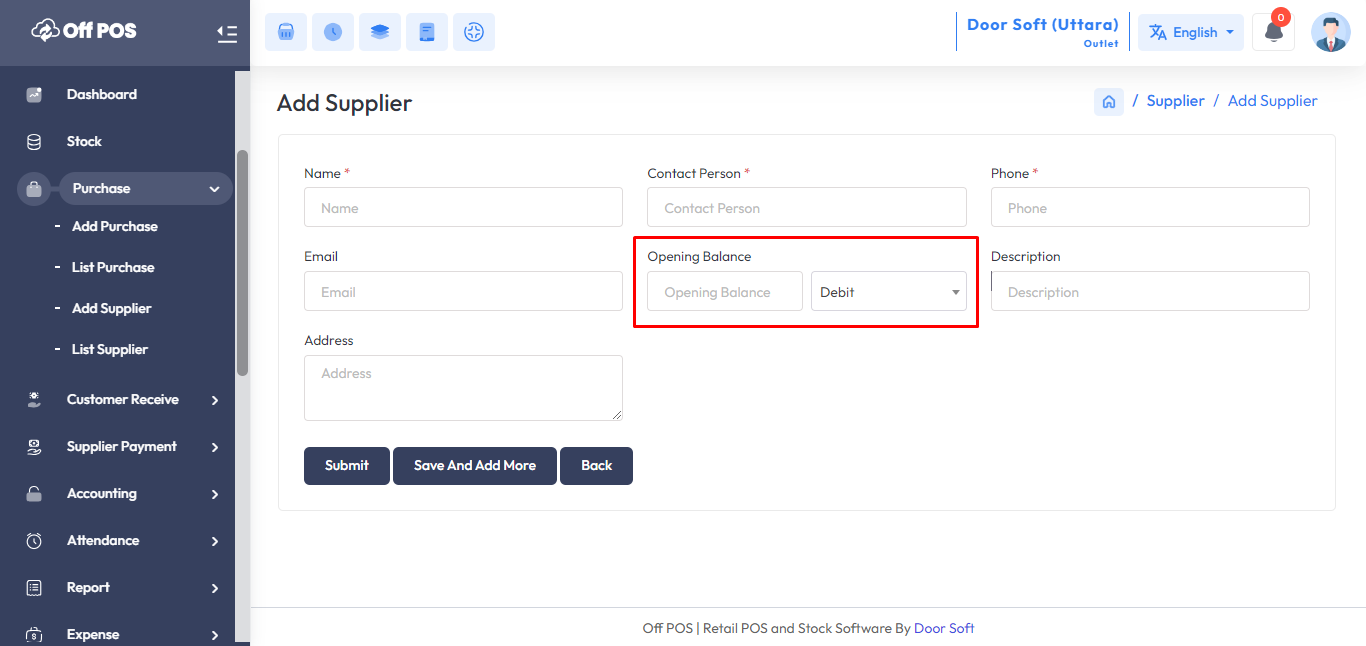 Off POS
Door Soft (Uttara)
Outlet
English
0
Dashboard
Stock
Purchase
- Add Purchase
- List Purchase
- Add Supplier
- List Supplier
Customer Receive
Supplier Payment
Accounting
Attendance
Report
Expense
Add Supplier
/ Supplier / Add Supplier
Name * Contact Person * Phone *
Name Contact Person Phone
Email Opening Balance Description
Email Opening Balance Debit Description
Address
Address
Submit Save And Add More Back
Off POS | Retail POS and Stock Software By Door Soft